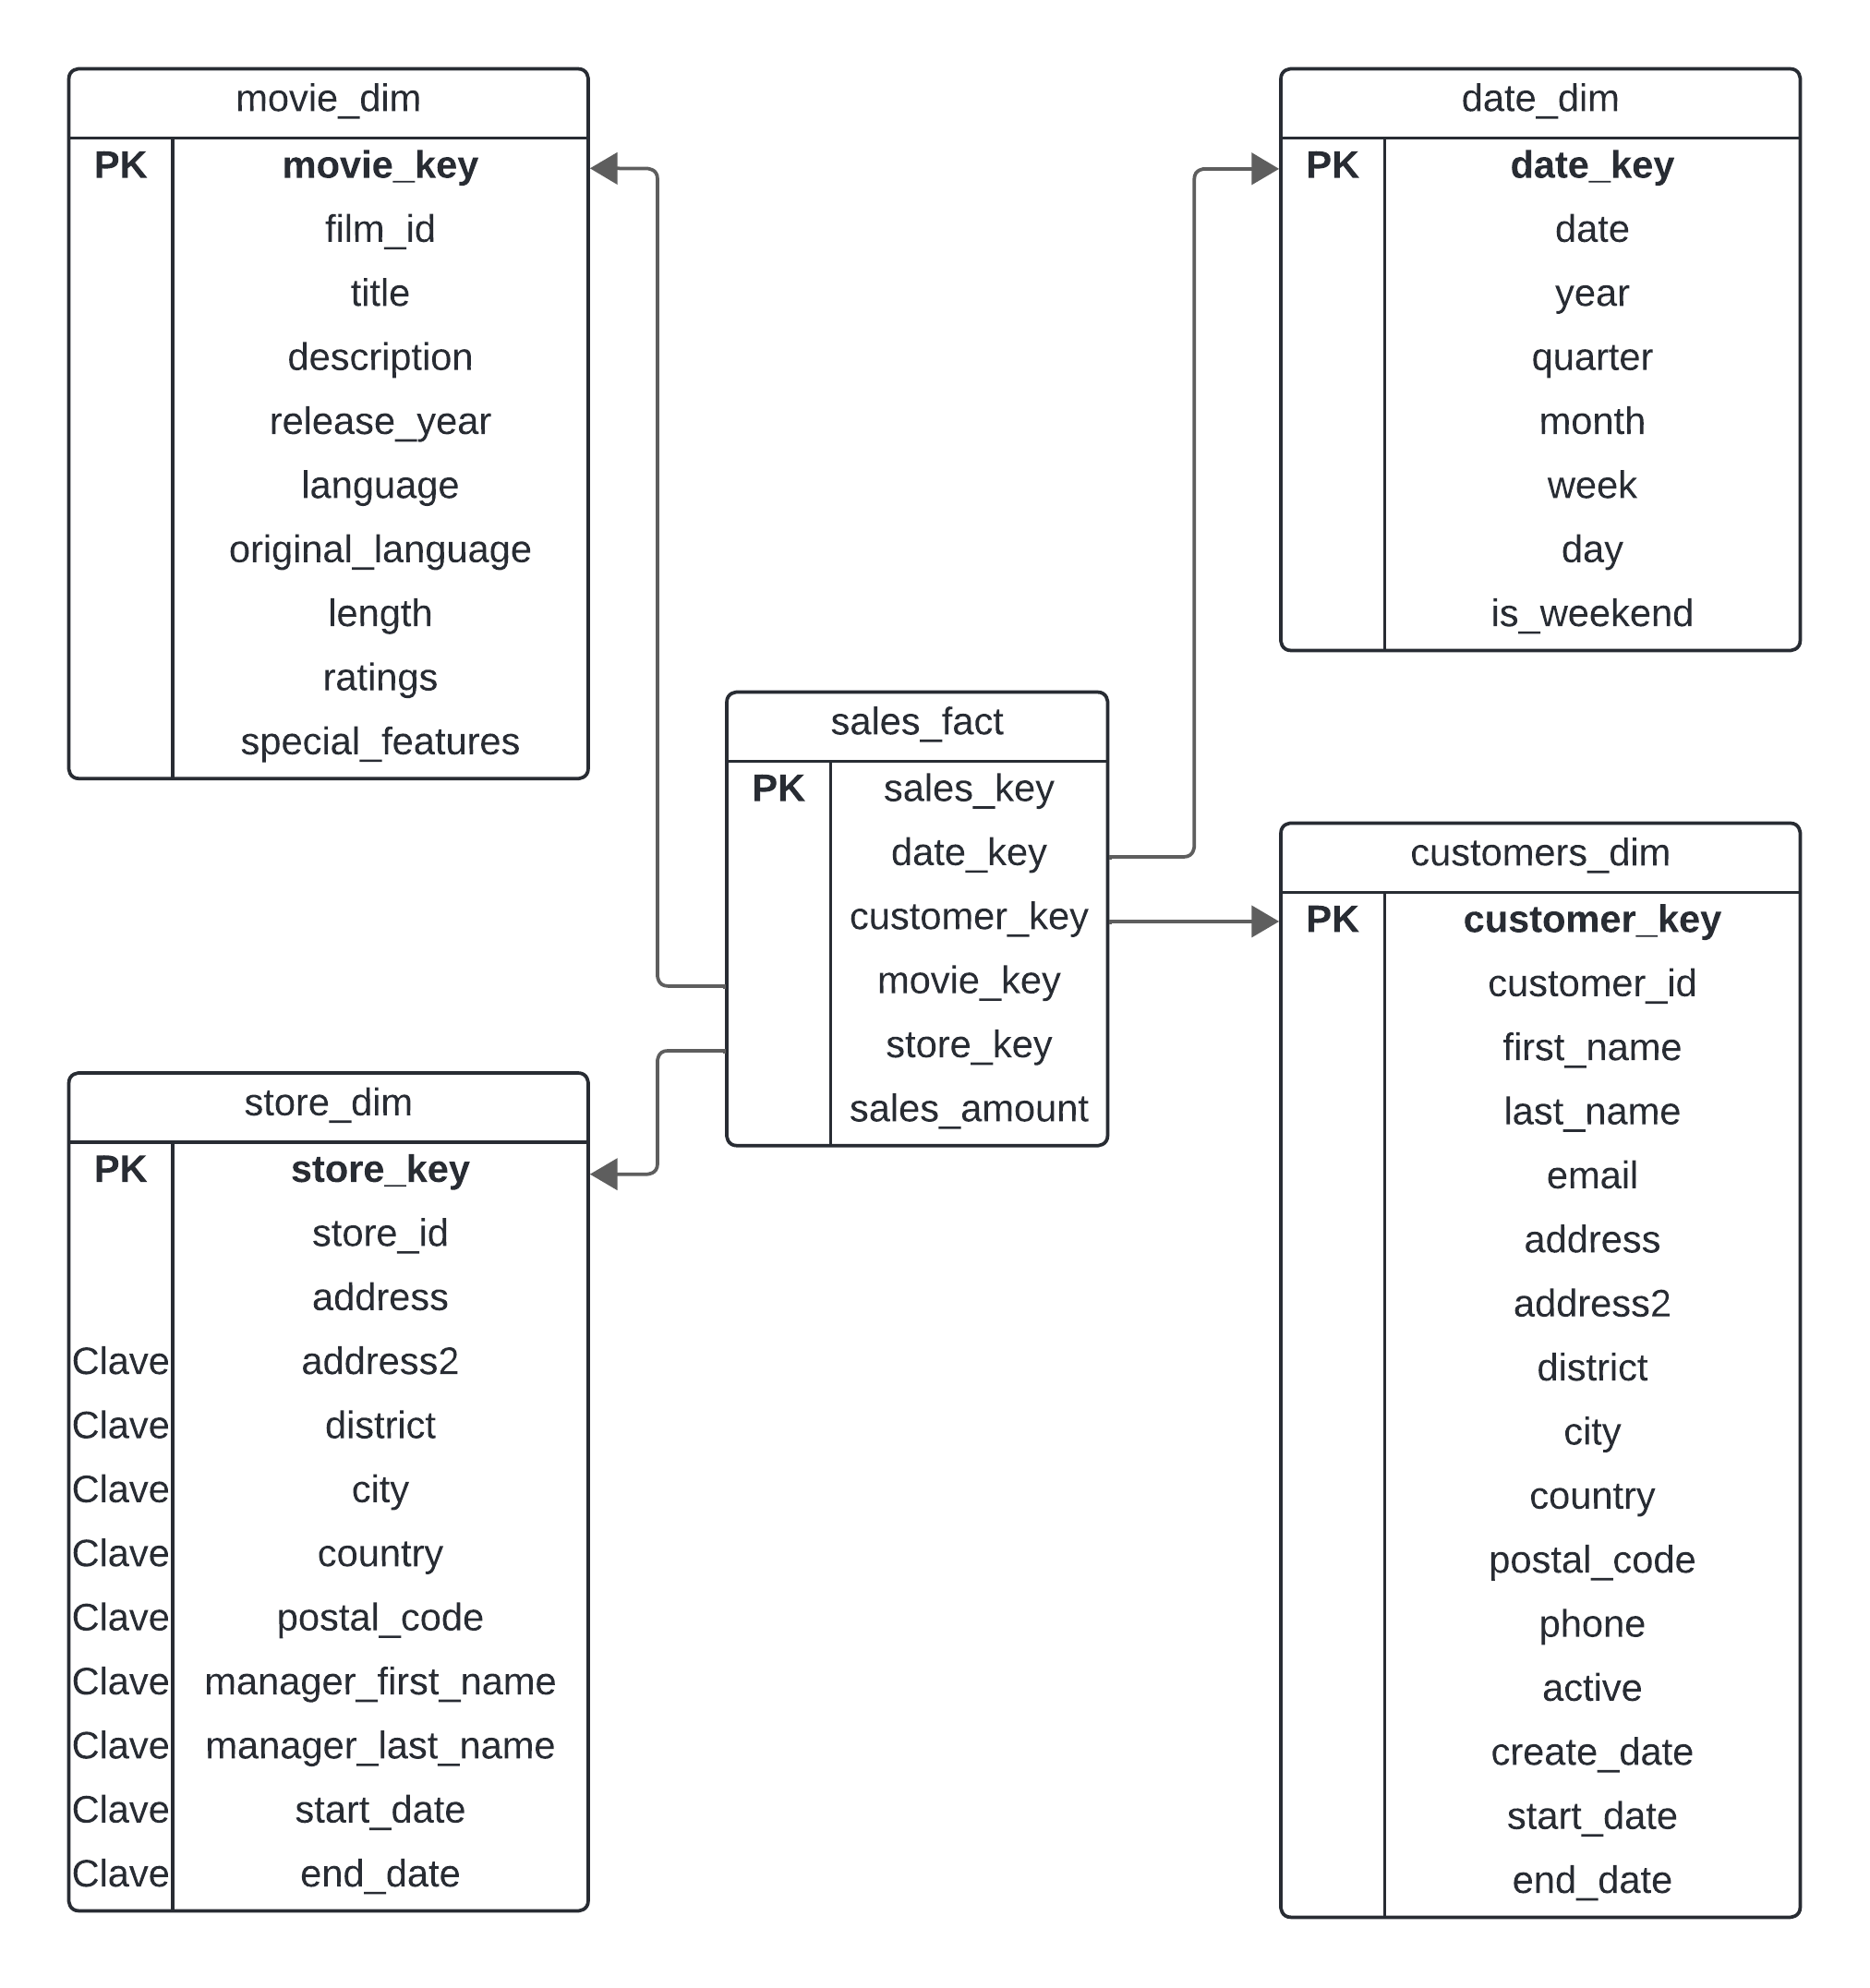 movie_dim
PK movie_key
film_id
title
description
release_year
language
original_language
length
ratings
special_features
date_dim
PK date_key
date
year
quarter
month
week
day
is_weekend
sales_fact
PK sales_key
date_key
customer_key
movie_key
store_key
sales_amount
customers_dim
PK customer_key
customer_id
first_name
last_name
email
address
address2
district
city
country
postal_code
phone
active
create_date
start_date
end_date
store_dim
PK store_key
store_id
address
Clave address2
Clave district
Clave city
Clave country
Clave postal_code
Clave manager_first_name
Clave manager_last_name
Clave start_date
Clave end_date